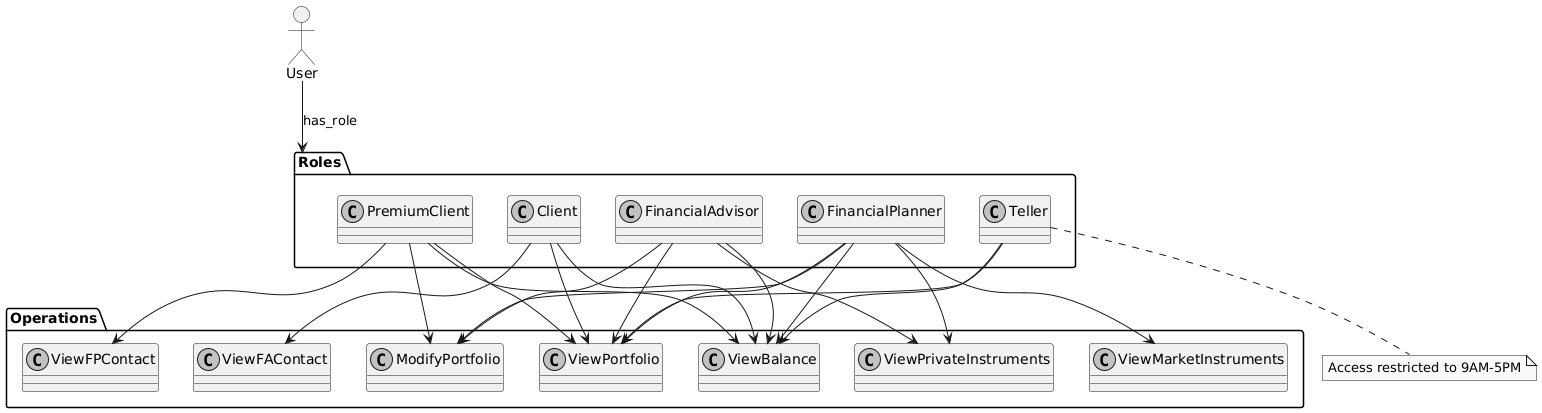 User
has_role
Roles
C PremiumClient
C Client
C FinancialAdvisor
C FinancialPlanner
C Teller
Operations
C ViewFPContact
C ViewFAContact
C ModifyPortfolio
C ViewPortfolio
C ViewBalance
C ViewPrivateInstruments
C ViewMarketInstruments
Access restricted to 9AM-5PM